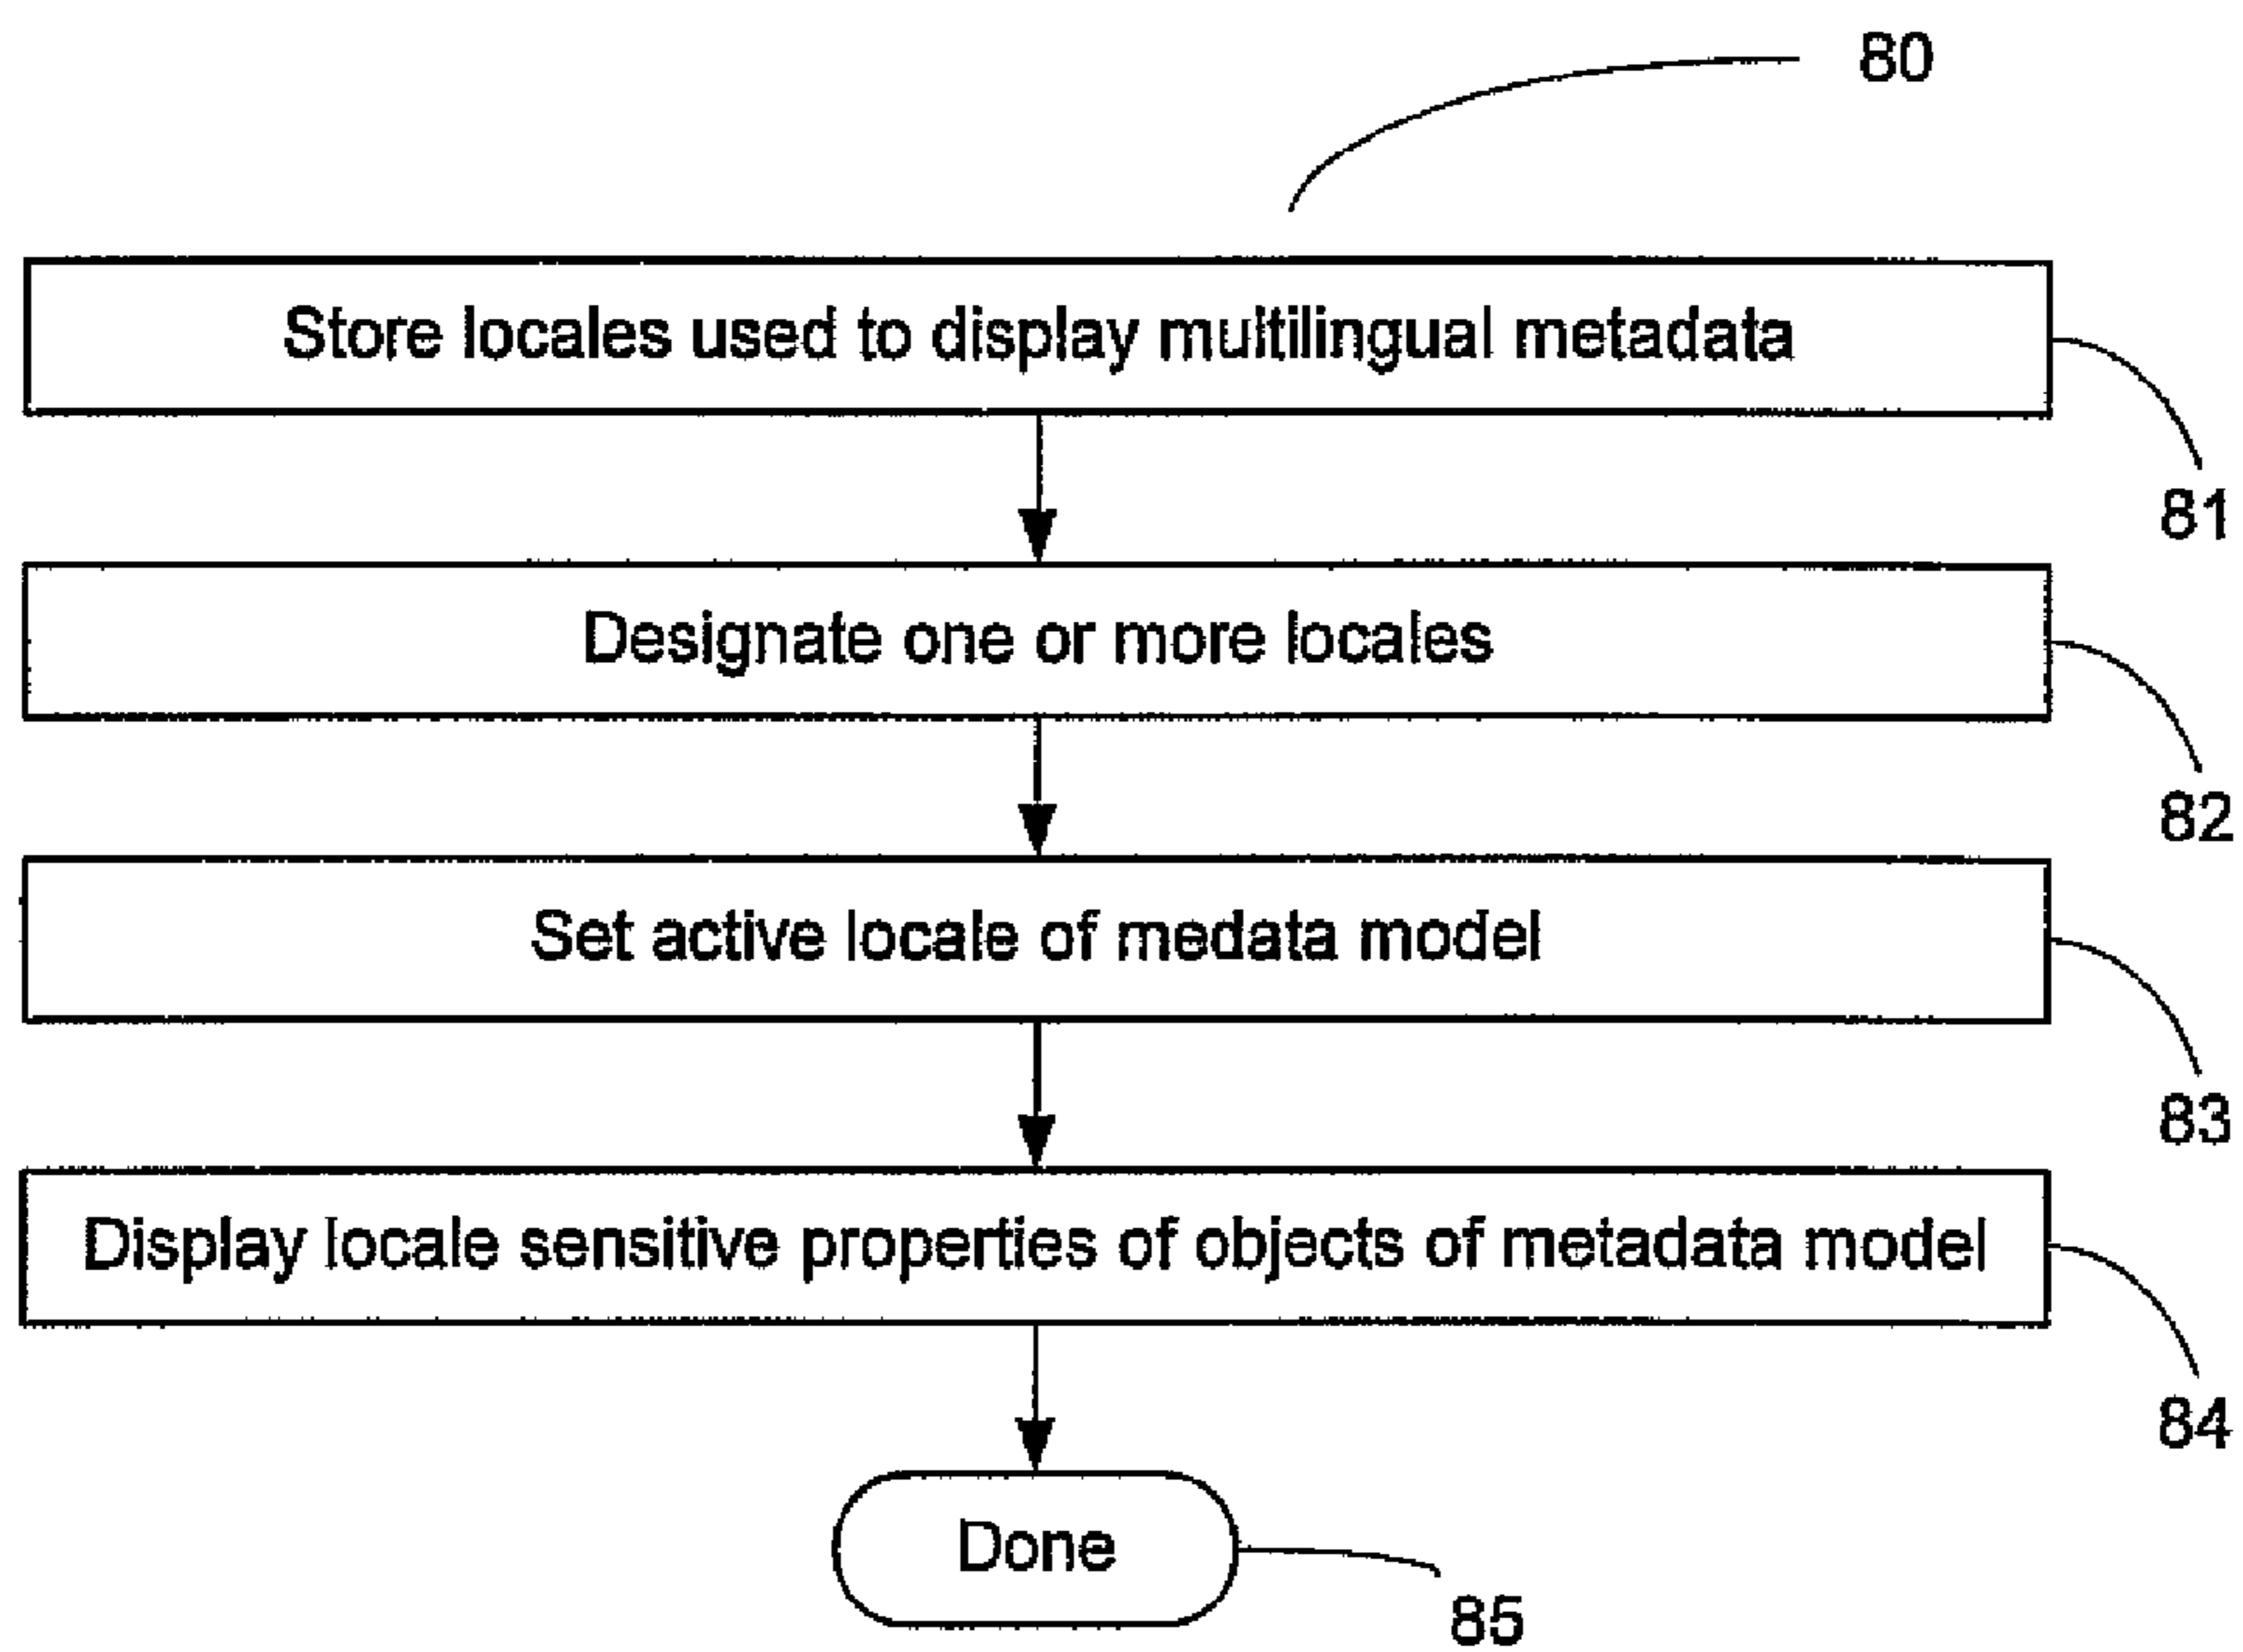 80
Store locales used to display multilingual metadata
81
Designate one or more locales
82
Set active locale of medata model
83
Display locale sensitive properties of objects of metadata model
84
Done
85